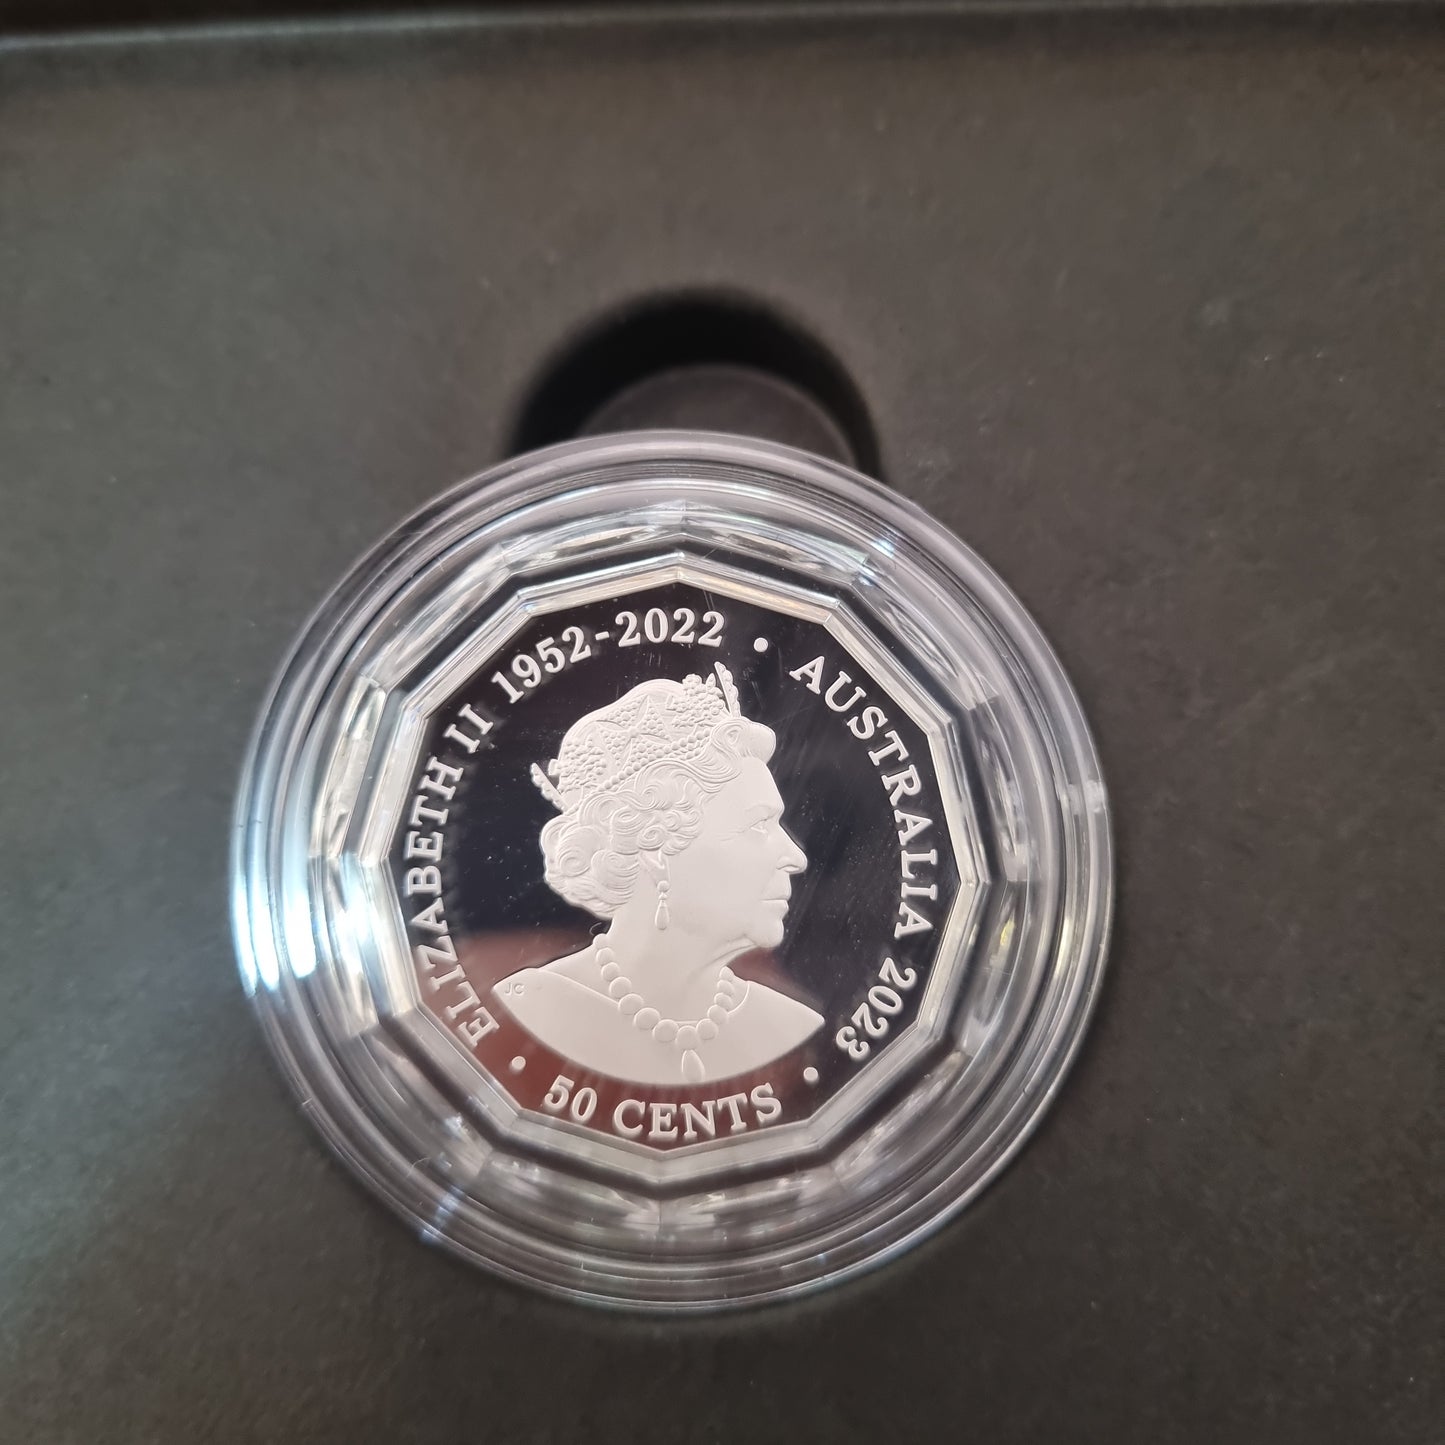 ELIZABETH II 1952-2022 • AUSTRALIA 2023 •
50 CENTS •
JC